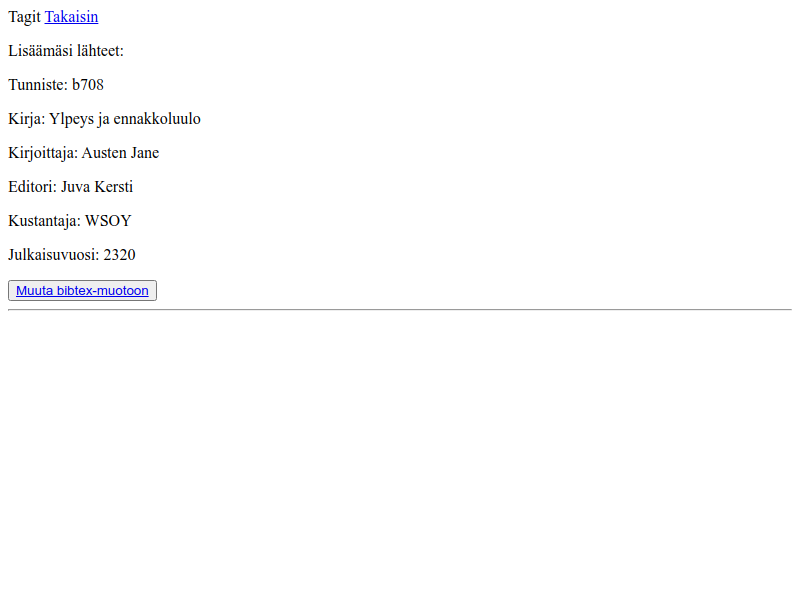 Tagit Takaisin
Lisäämäsi lähteet:
Tunniste: b708
Kirja: Ylpeys ja ennakkoluulo
Kirjoittaja: Austen Jane
Editori: Juva Kersti
Kustantaja: WSOY
Julkaisuvuosi: 2320
Muuta bibtex-muotoon